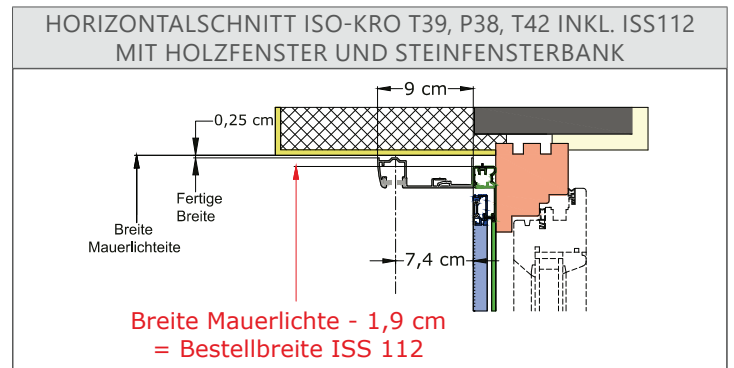 HORIZONTALSCHNITT ISO-KRO T39, P38, T42 INKL. ISS112
MIT HOLZFENSTER UND STEINFENSTERBANK
9 cm
0,25 cm
Fertige
Breite
Breite
Mauerlichteite
7,4 cm
Breite Mauerlichte - 1,9 cm
= Bestellbreite ISS 112